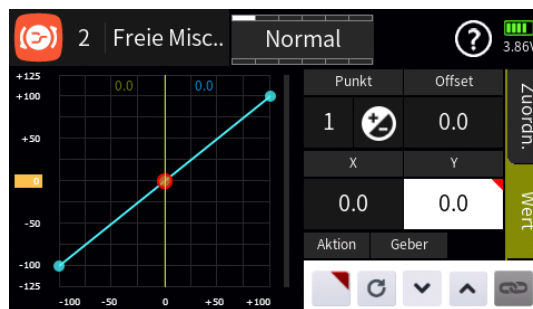 2 Freie Misc.. Normal ? 3.86V
+125
+100
+50
0
-50
-100
-125
0.0 0.0
-100 -50 0 +50 +100
Punkt Offset
1 0.0
X Y
0.0 0.0
Aktion Geber
Zuordn.
Wert